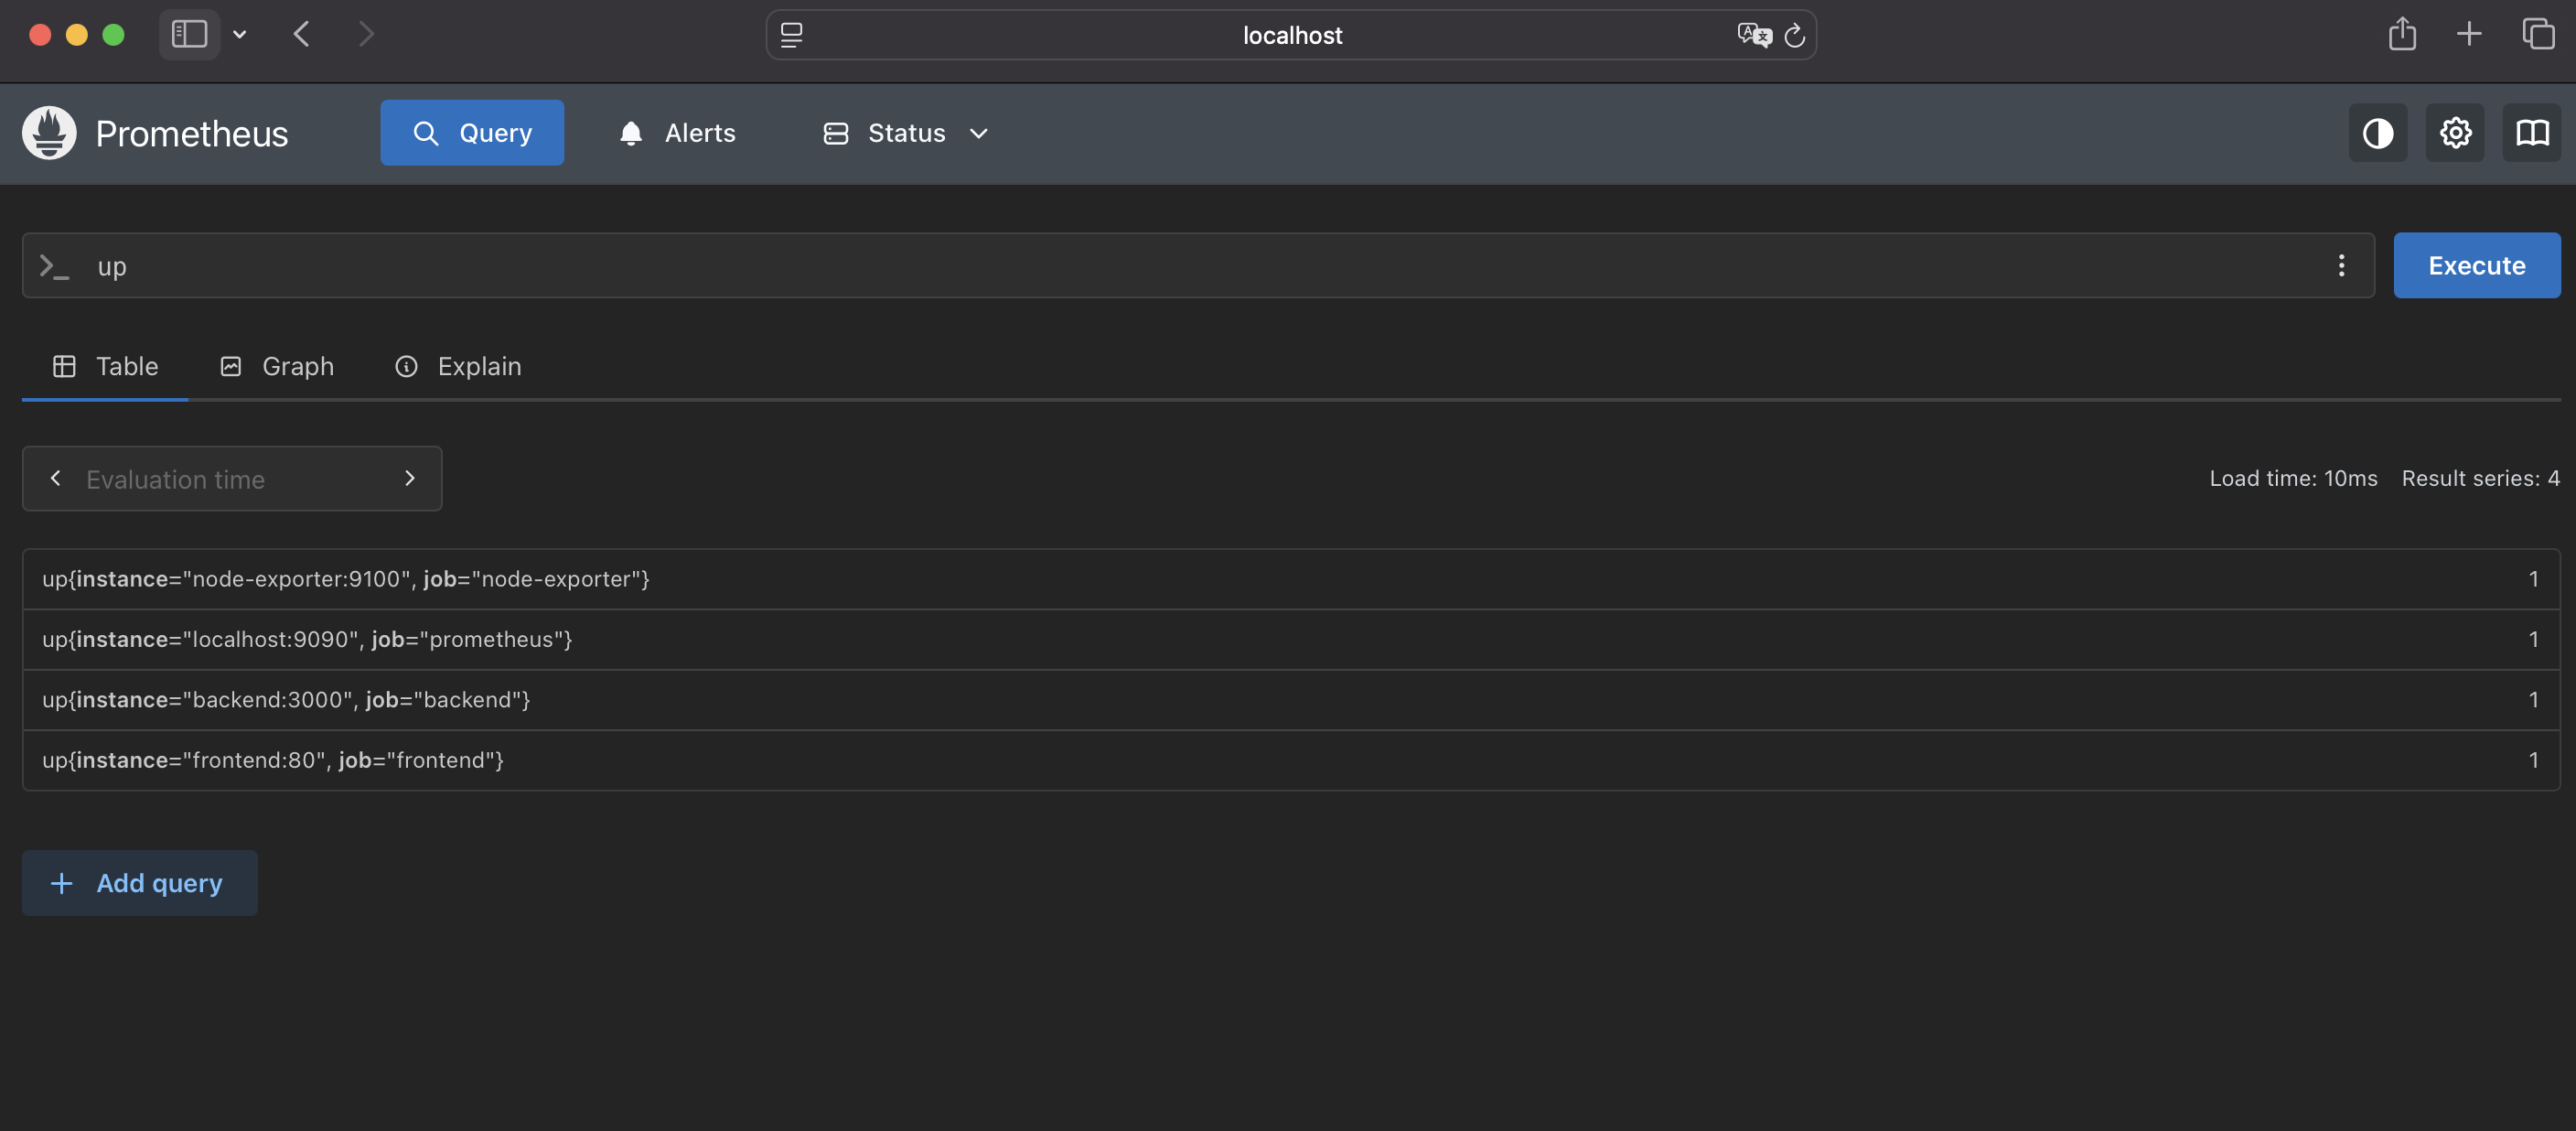 localhost
Prometheus Query Alerts Status
up Execute
Table Graph Explain
Evaluation time Load time: 10ms Result series: 4
up{instance="node-exporter:9100", job="node-exporter"} 1
up{instance="localhost:9090", job="prometheus"} 1
up{instance="backend:3000", job="backend"} 1
up{instance="frontend:80", job="frontend"} 1
Add query